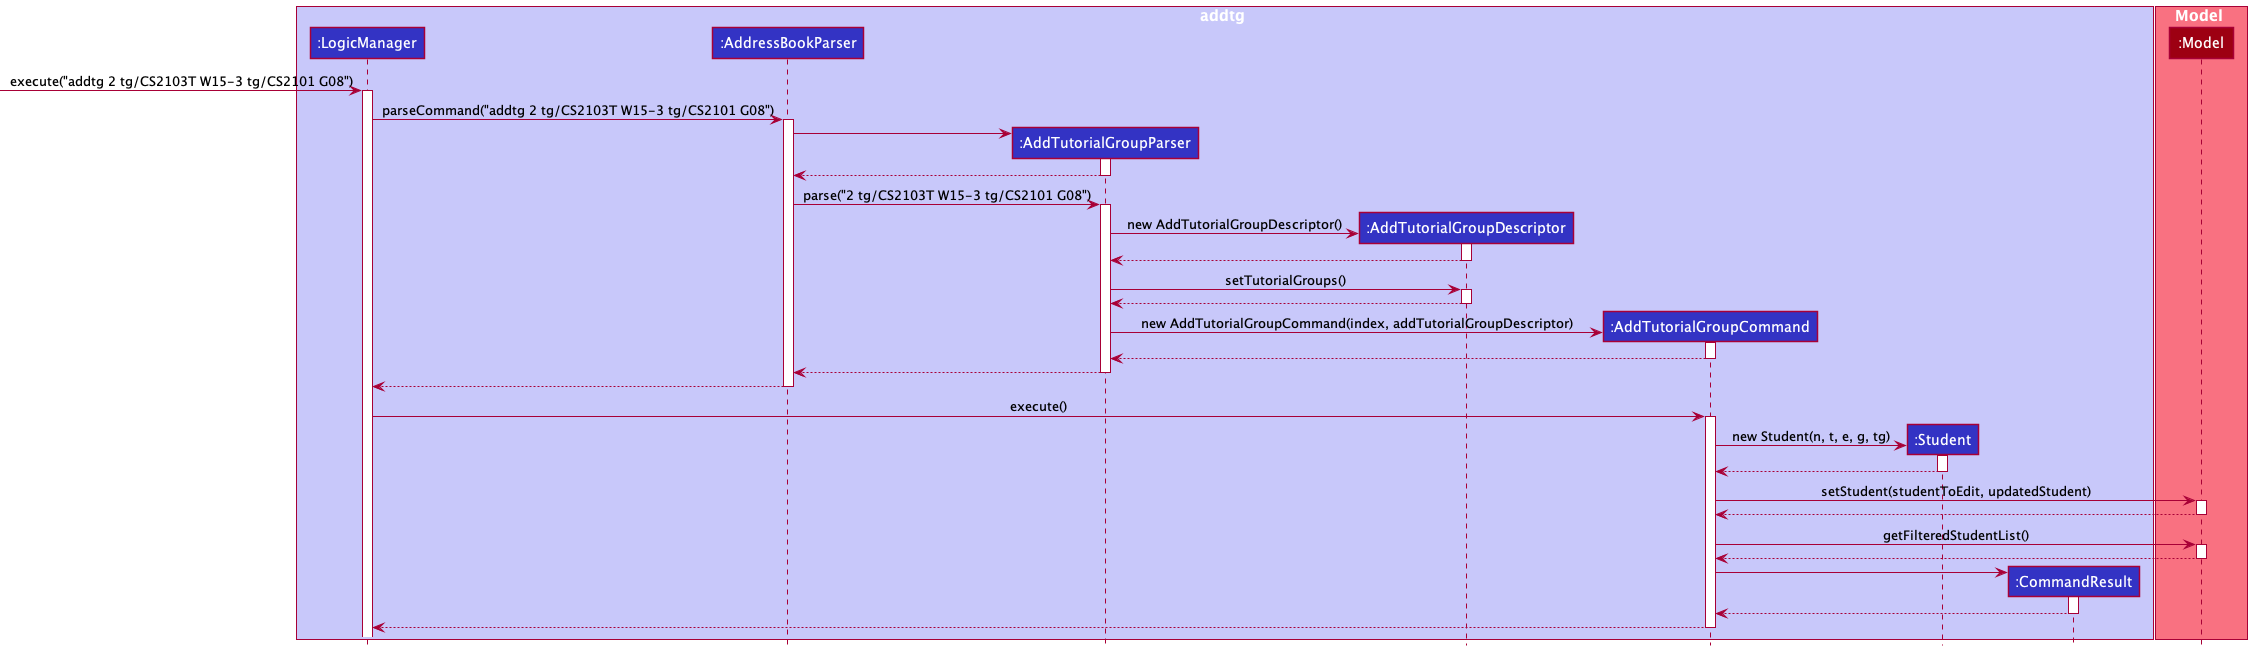 addtg
Model
:LogicManager
:AddressBookParser
:Model
execute("addtg 2 tg/CS2103T W15-3 tg/CS2101 G08")
parseCommand("addtg 2 tg/CS2103T W15-3 tg/CS2101 G08")
:AddTutorialGroupParser
parse("2 tg/CS2103T W15-3 tg/CS2101 G08")
new AddTutorialGroupDescriptor()
:AddTutorialGroupDescriptor
setTutorialGroups()
new AddTutorialGroupCommand(index, addTutorialGroupDescriptor)
:AddTutorialGroupCommand
execute()
new Student(n, t, e, g, tg)
:Student
setStudent(studentToEdit, updatedStudent)
getFilteredStudentList()
:CommandResult